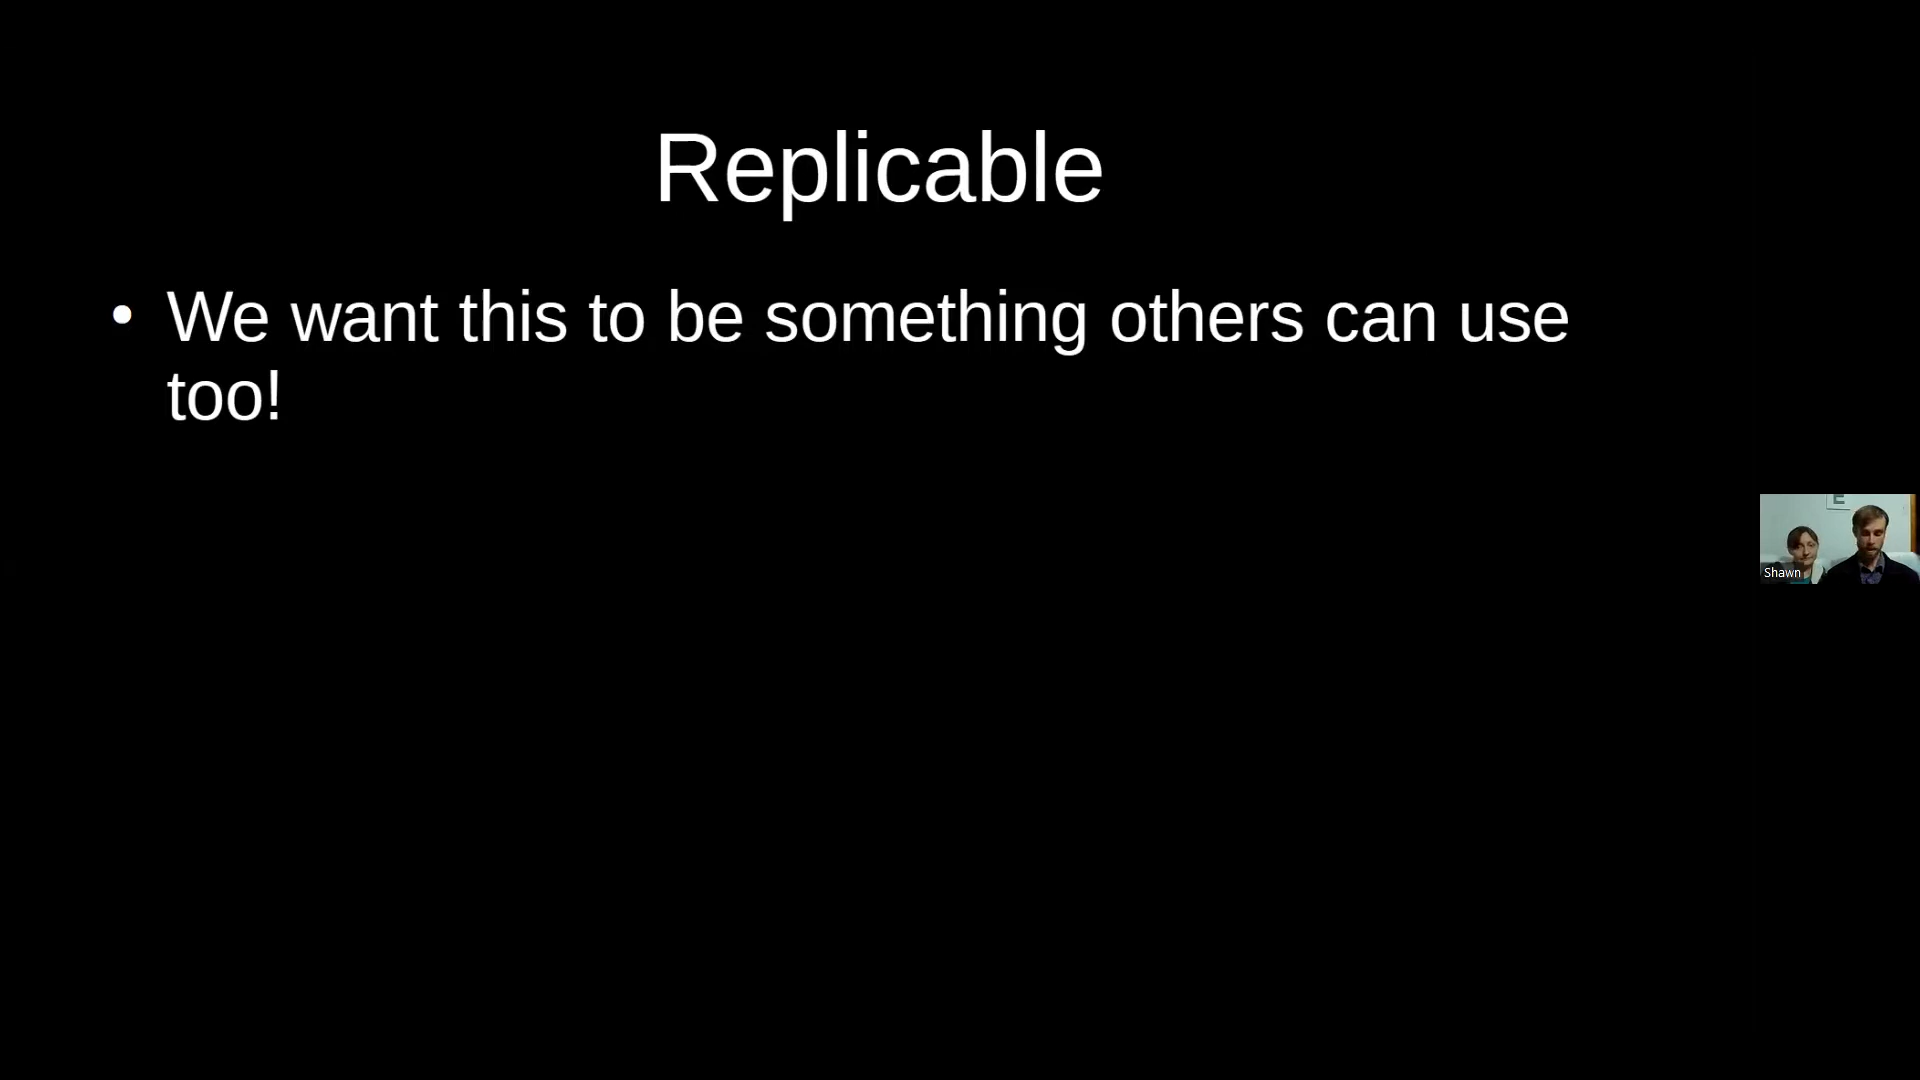 Replicable
• We want this to be something others can use
too!
E
Shawn